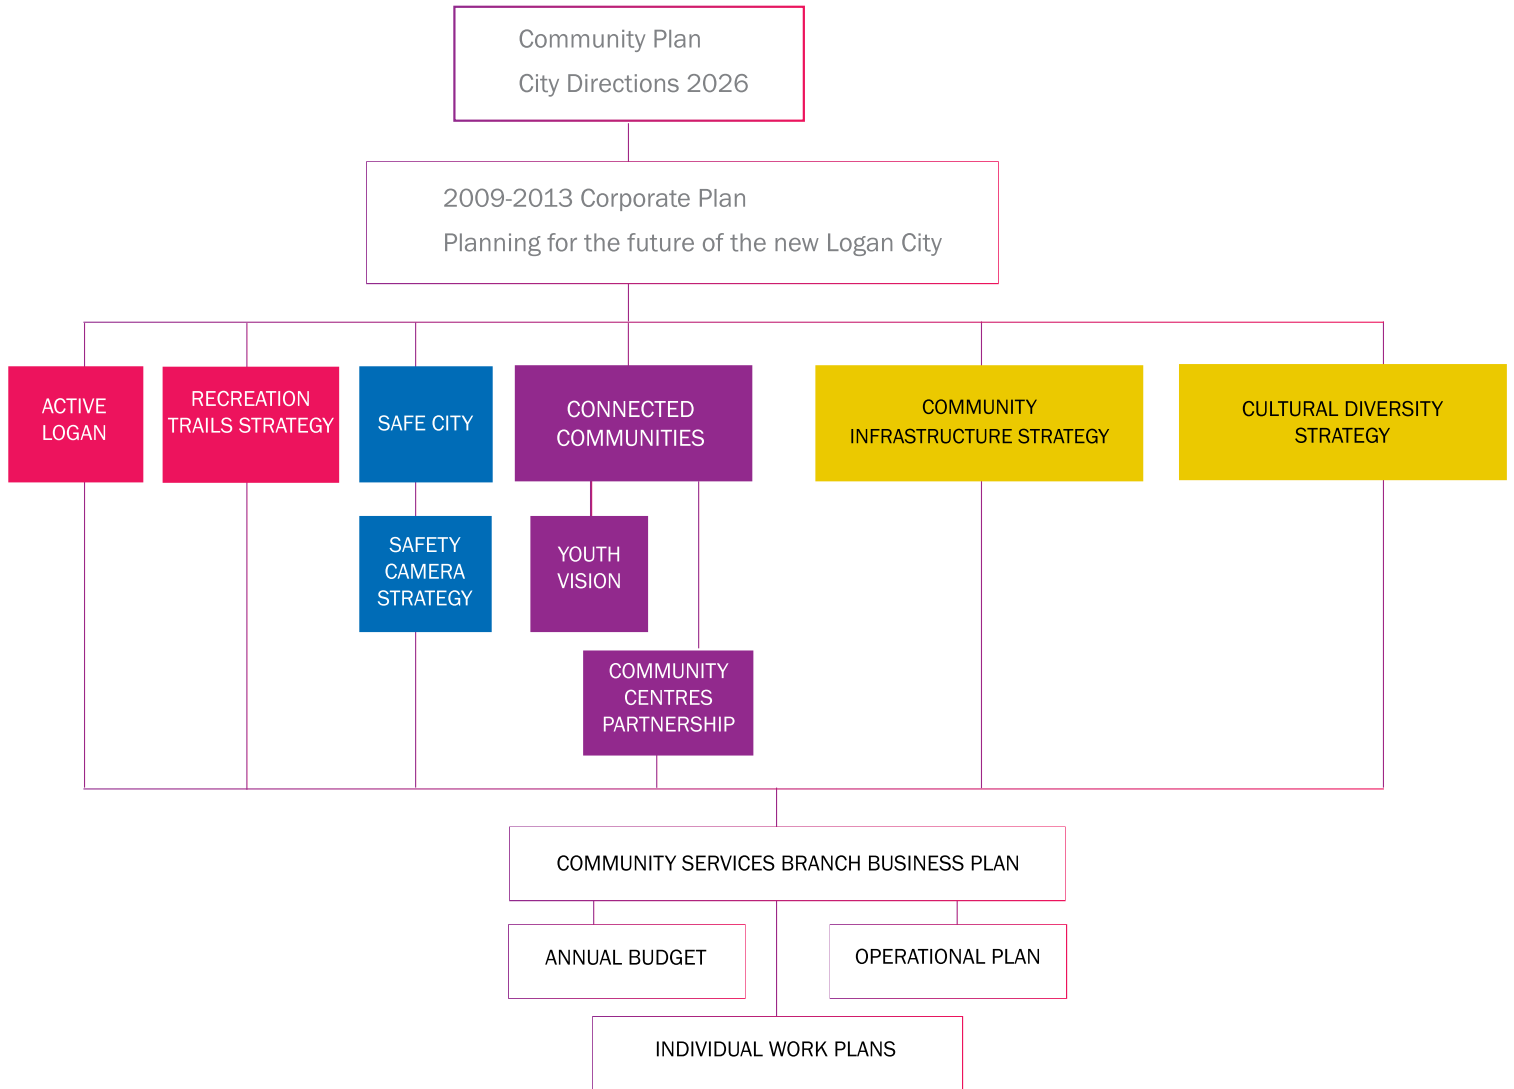 Community Plan
City Directions 2026
2009-2013 Corporate Plan
Planning for the future of the new Logan City
ACTIVE
LOGAN
RECREATION
TRAILS STRATEGY
SAFE CITY
CONNECTED
COMMUNITIES
COMMUNITY
INFRASTRUCTURE STRATEGY
CULTURAL DIVERSITY
STRATEGY
SAFETY
CAMERA
STRATEGY
YOUTH
VISION
COMMUNITY
CENTRES
PARTNERSHIP
COMMUNITY SERVICES BRANCH BUSINESS PLAN
ANNUAL BUDGET
OPERATIONAL PLAN
INDIVIDUAL WORK PLANS